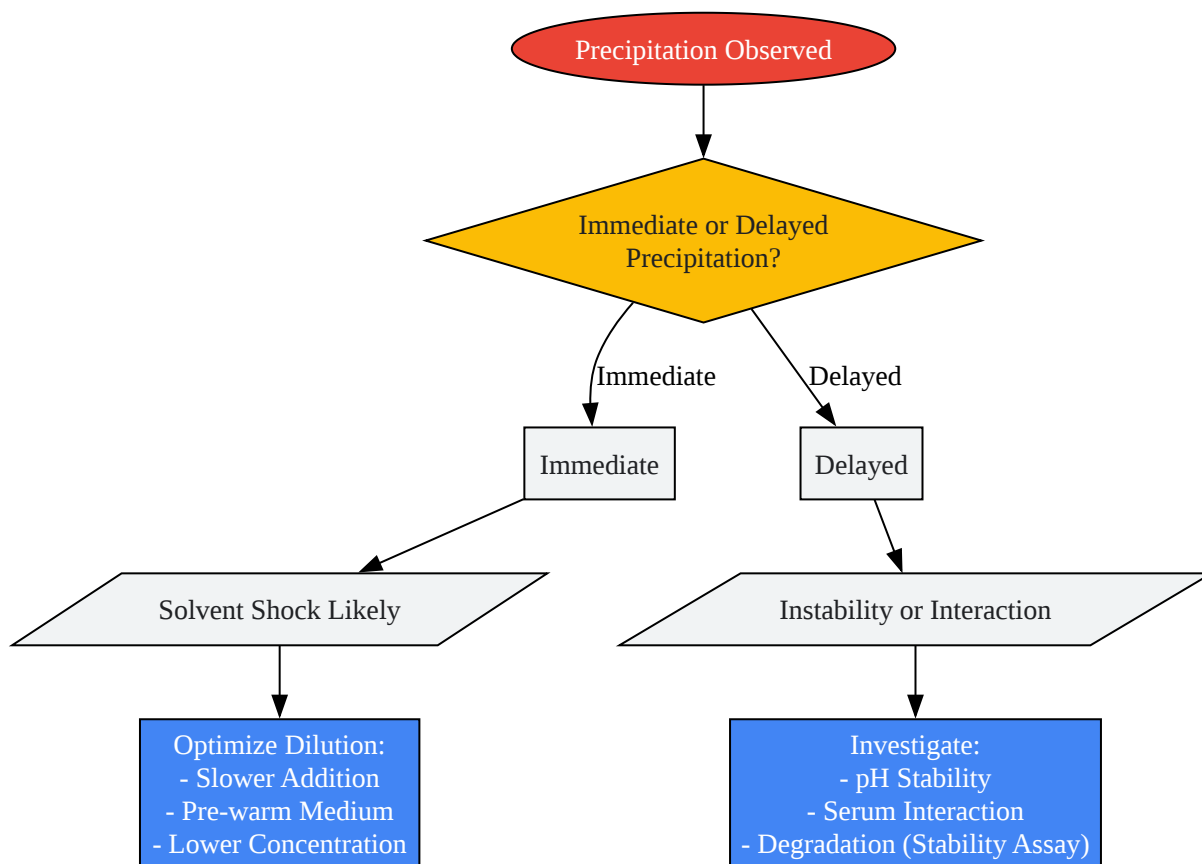 Precipitation Observed
Immediate or Delayed
Precipitation?
Immediate
Delayed
Immediate
Delayed
Solvent Shock Likely
Instability or Interaction
Optimize Dilution:
- Slower Addition
- Pre-warm Medium
- Lower Concentration
Investigate:
- pH Stability
- Serum Interaction
- Degradation (Stability Assay)